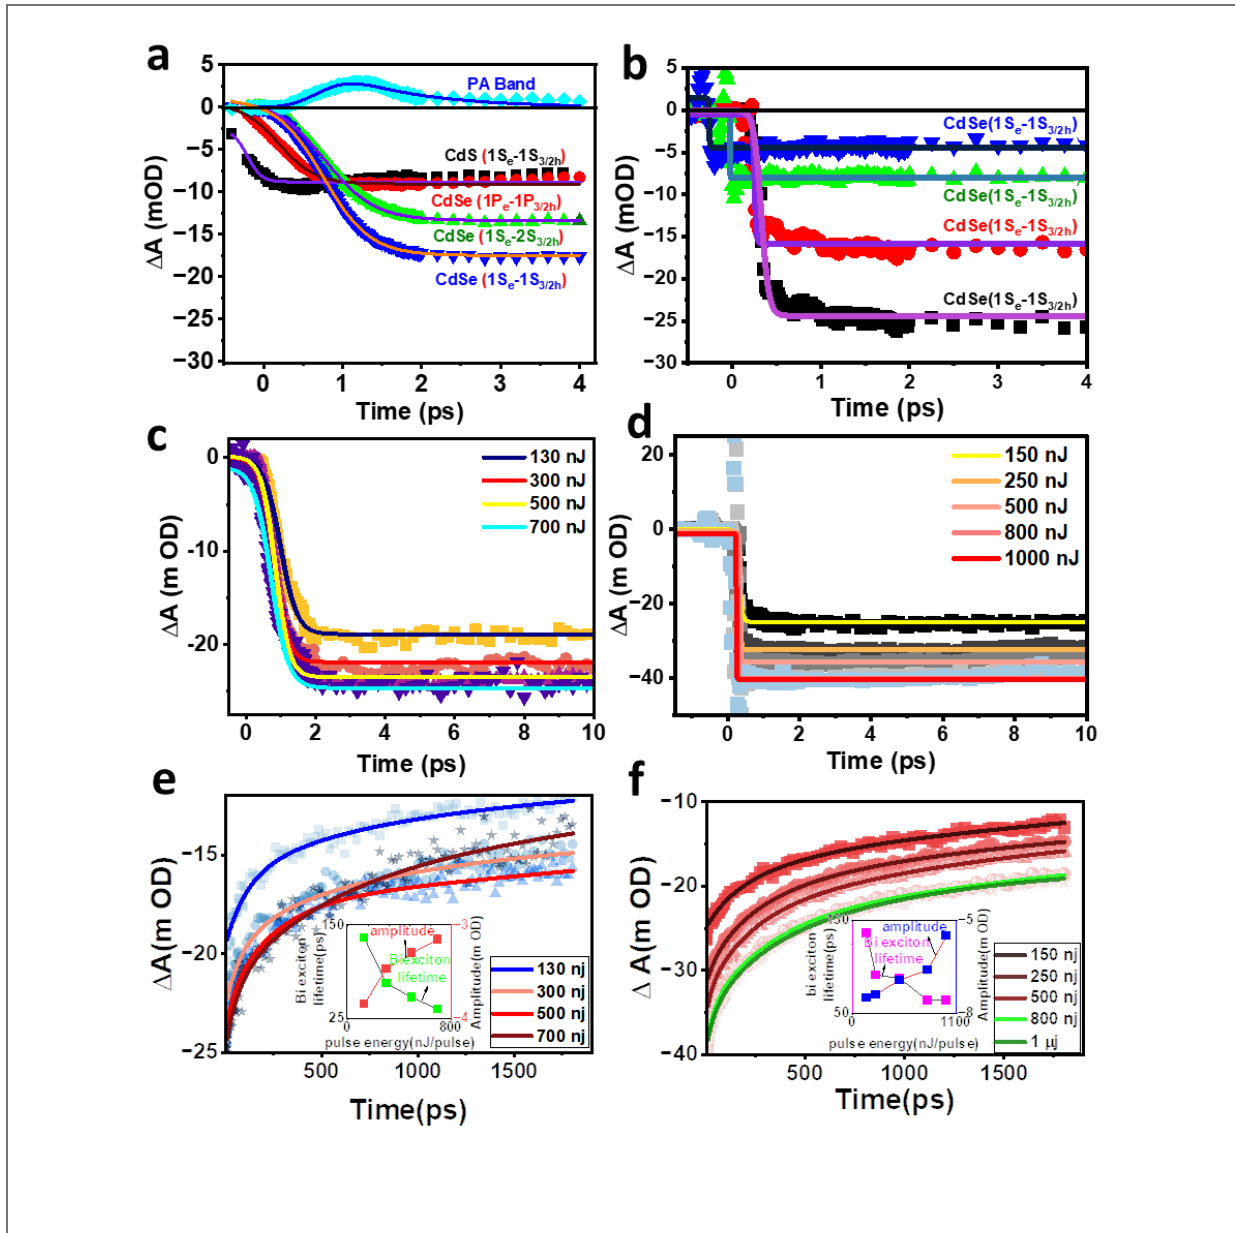 a
5
0
−5
−10
−15
−20
−25
−30
ΔA (mOD)
PA Band
CdS (1Se-1S3/2h)
CdSe (1Pe-1P3/2h)
CdSe (1Se-2S3/2h)
CdSe (1Se-1S3/2h)
0 1 2 3 4
Time (ps)
b
5
0
−5
−10
−15
−20
−25
−30
ΔA (mOD)
CdSe(1Se-1S3/2h)
CdSe(1Se-1S3/2h)
CdSe(1Se-1S3/2h)
CdSe(1Se-1S3/2h)
0 1 2 3 4
Time (ps)
c
0
-10
-20
ΔA (m OD)
130 nJ
300 nJ
500 nJ
700 nJ
0 2 4 6 8 10
Time (ps)
d
20
0
−20
−40
ΔA (m OD)
150 nJ
250 nJ
500 nJ
800 nJ
1000 nJ
0 2 4 6 8 10
Time (ps)
e
−15
−20
−25
ΔA(m OD)
150
25
Bi exciton
lifetime(ps)
amplitude
Bi exciton
lifetime
−3
−4
Amplitude(m OD)
0 800
pulse energy(nJ/pulse)
130 nj
300 nj
500 nj
700 nj
500 1000 1500
Time(ps)
f
−10
−20
−30
−40
Δ A(m OD)
150
50
bi exciton
lifetime(ps)
amplitude
Bi exciton
lifetime
−5
−8
Amplitude(m OD)
0 1100
pulse energy(nJ/pulse)
150 nj
250 nj
500 nj
800 nj
1 μj
500 1000 1500
Time(ps)